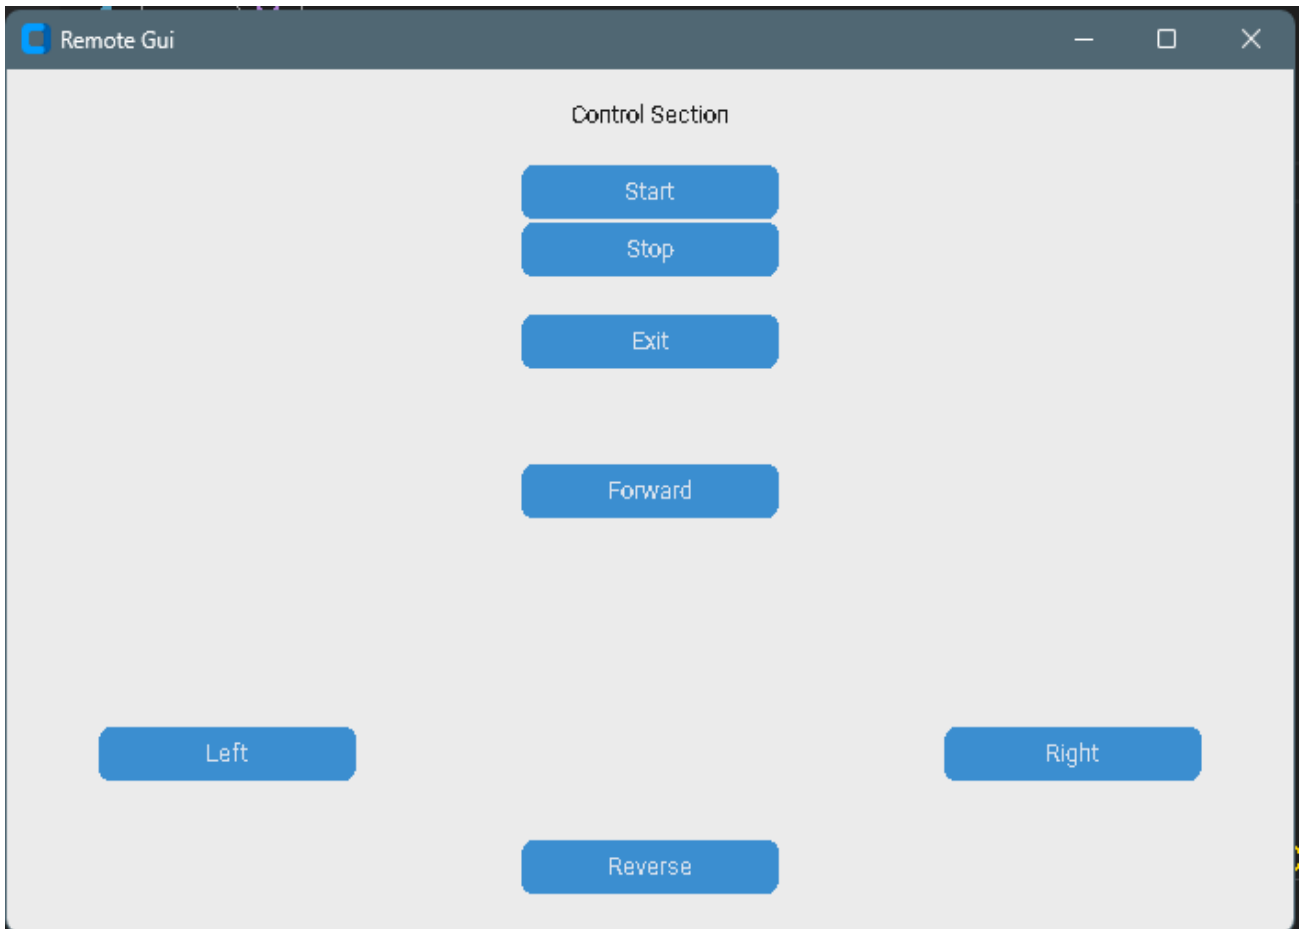 Remote Gui
Control Section
Start
Stop
Exit
Forward
Left Right
Reverse